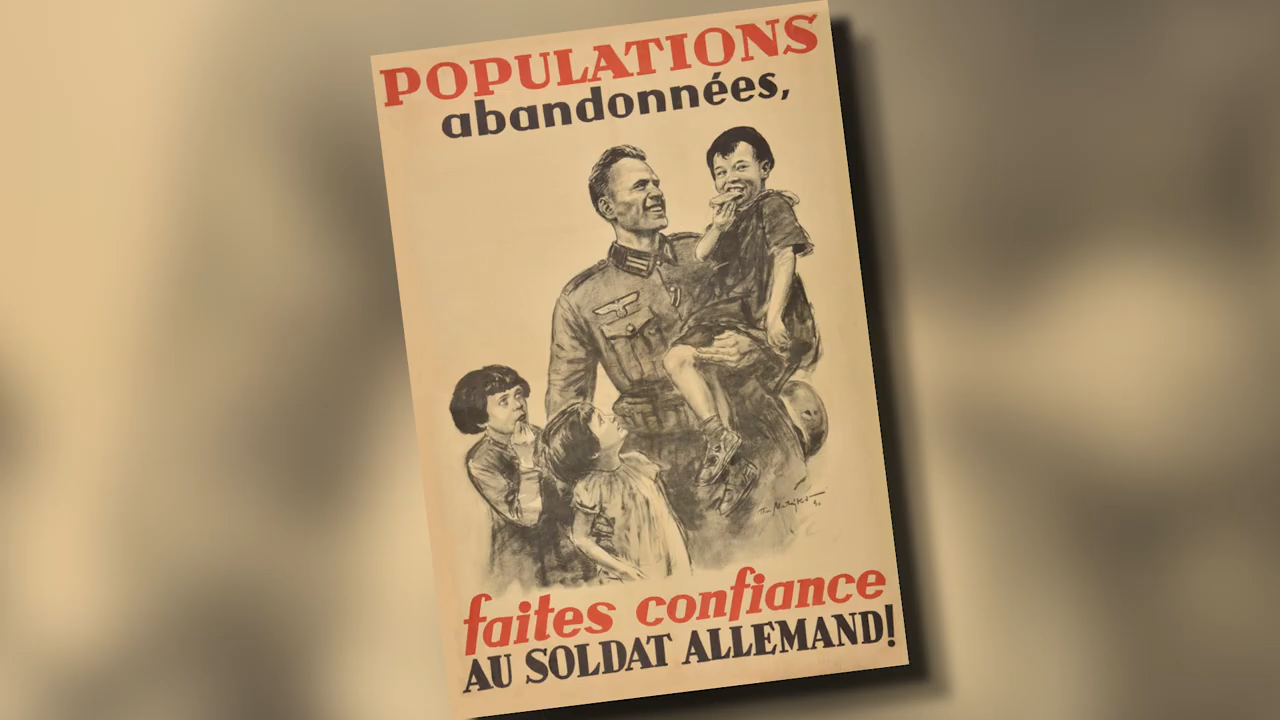 POPULATIONS
abandonnées,
faites confiance
AU SOLDAT ALLEMAND!